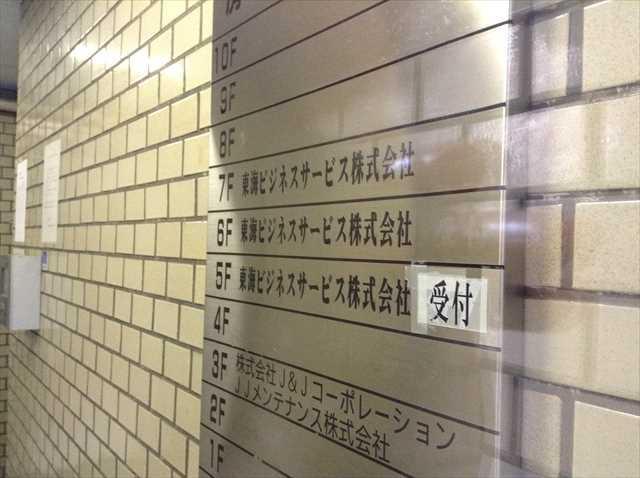 10F
9F
8F
7F 東海ビジネスサービス株式会社
6F 東海ビジネスサービス株式会社
5F 東海ビジネスサービス株式会社 受付
4F
3F 株式会社J&Jコーポレーション
JJメンテナンス株式会社
2F
1F